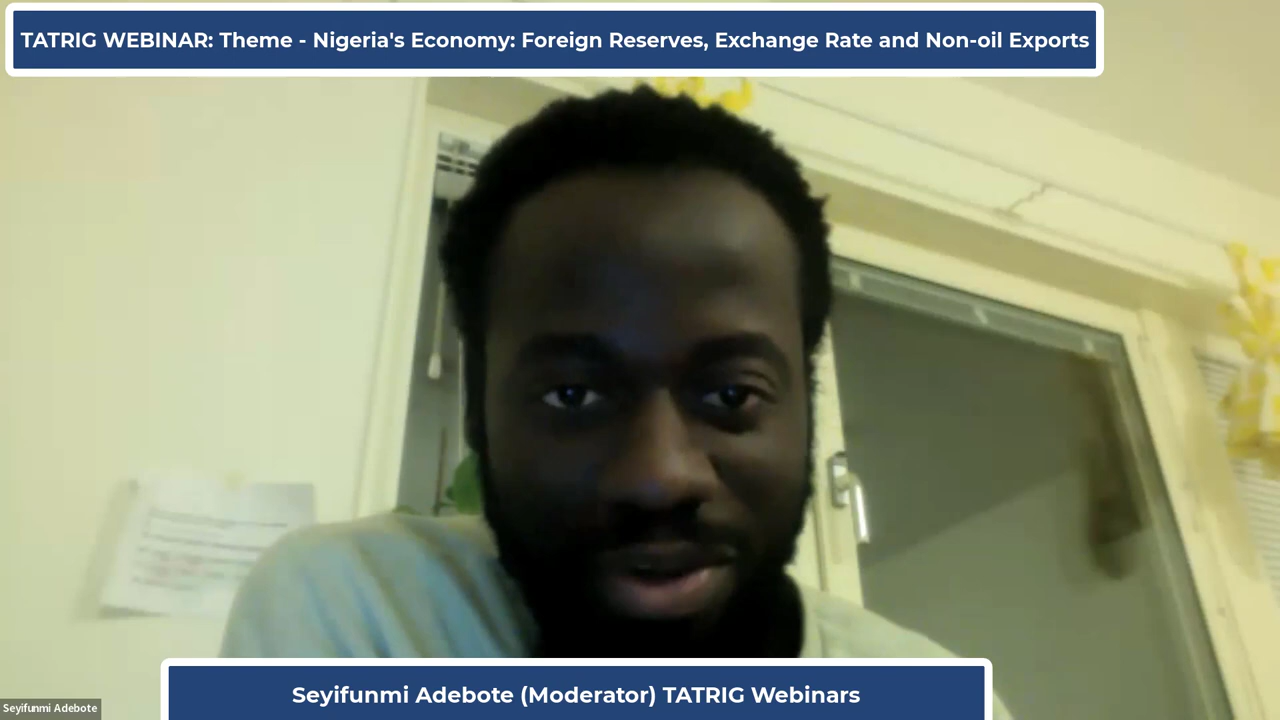 TATRIG WEBINAR: Theme - Nigeria's Economy: Foreign Reserves, Exchange Rate and Non-oil Exports
Seyifunmi Adebote (Moderator) TATRIG Webinars
Seyifunmi Adebote